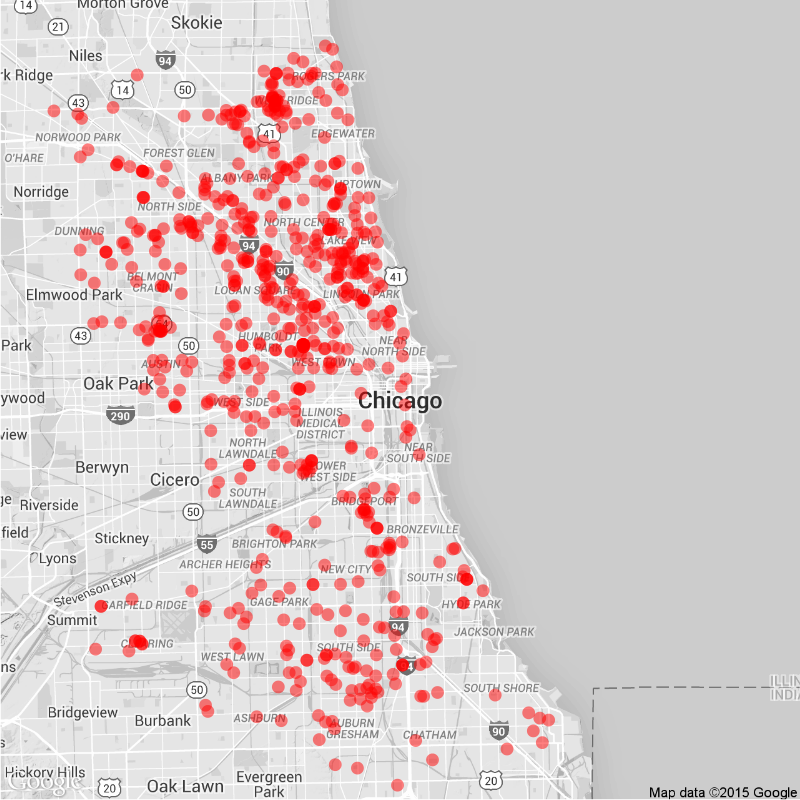 Morton Grove
14
21
Skokie
Niles
94
rk Ridge
ROGERS PARK
14
50
43
WEST RIDGE
41
EDGEWATER
NORWOOD PARK
O'HARE
FOREST GLEN
ALBANY PARK
UPTOWN
Norridge
NORTH SIDE
NORTH CENTER
DUNNING
94
LAKE VIEW
90
41
BELMONT
CRAGIN
Elmwood Park
LOGAN SQUARE
LINCOLN PARK
64
43
50
HUMBOLDT
PARK
NEAR
NORTH SIDE
Park
AUSTIN
WEST TOWN
Oak Park
ywood
WEST SIDE
Chicago
290
ILLINOIS
MEDICAL
DISTRICT
view
NORTH
LAWNDALE
NEAR
SOUTH SIDE
Berwyn
LOWER
WEST SIDE
Cicero
SOUTH
LAWNDALE
ge
Riverside
BRIDGEPORT
50
field
Stickney
BRONZEVILLE
55
BRIGHTON PARK
Lyons
ARCHER HEIGHTS
NEW CITY
SOUTH SIDE
Stevenson Expy
GARFIELD RIDGE
GAGE PARK
HYDE PARK
Summit
94
JACKSON PARK
CLEARING
SOUTH SIDE
WEST LAWN
94
ns
50
SOUTH SHORE
ILLIN
INDIA
Bridgeview
Burbank
ASHBURN
AUBURN
GRESHAM
CHATHAM
90
Hickory Hills
Google
20
Oak Lawn
Evergreen
Park
20
Map data ©2015 Google